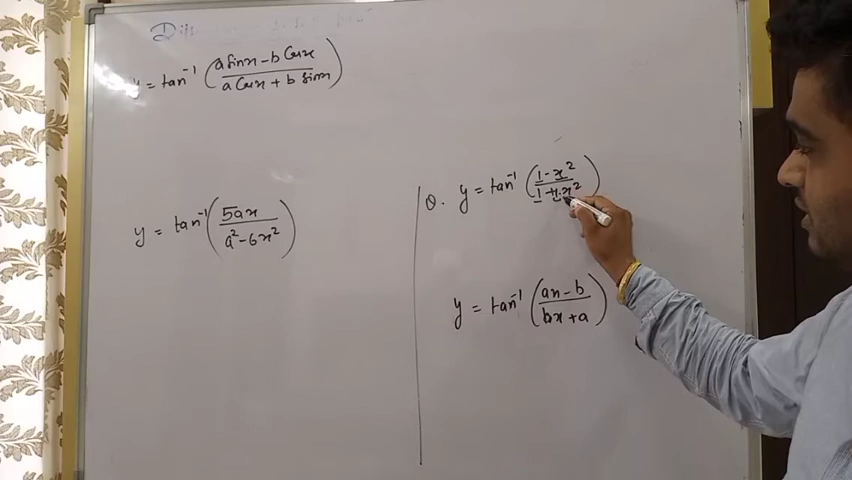 y = tan⁻¹ (a sinx - b Cosx / a Cosx + b sinx)
y = tan⁻¹ (5ax / a² - 6x²)
Q. y = tan⁻¹ (1 - x² / 1 + 1.x²)
y = tan⁻¹ (ax - b / bx + a)